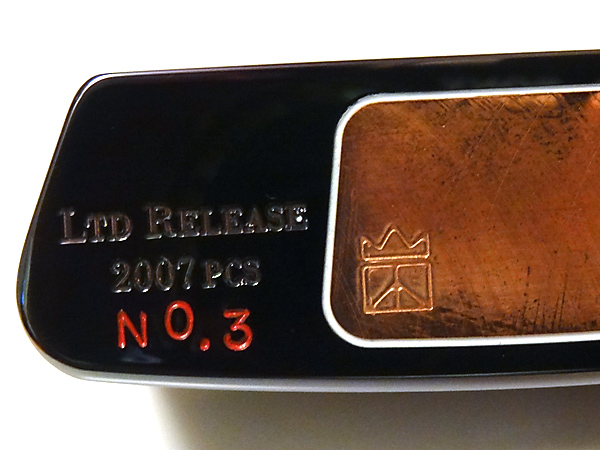 LTD RELEASE
2007 PCS
NO.3